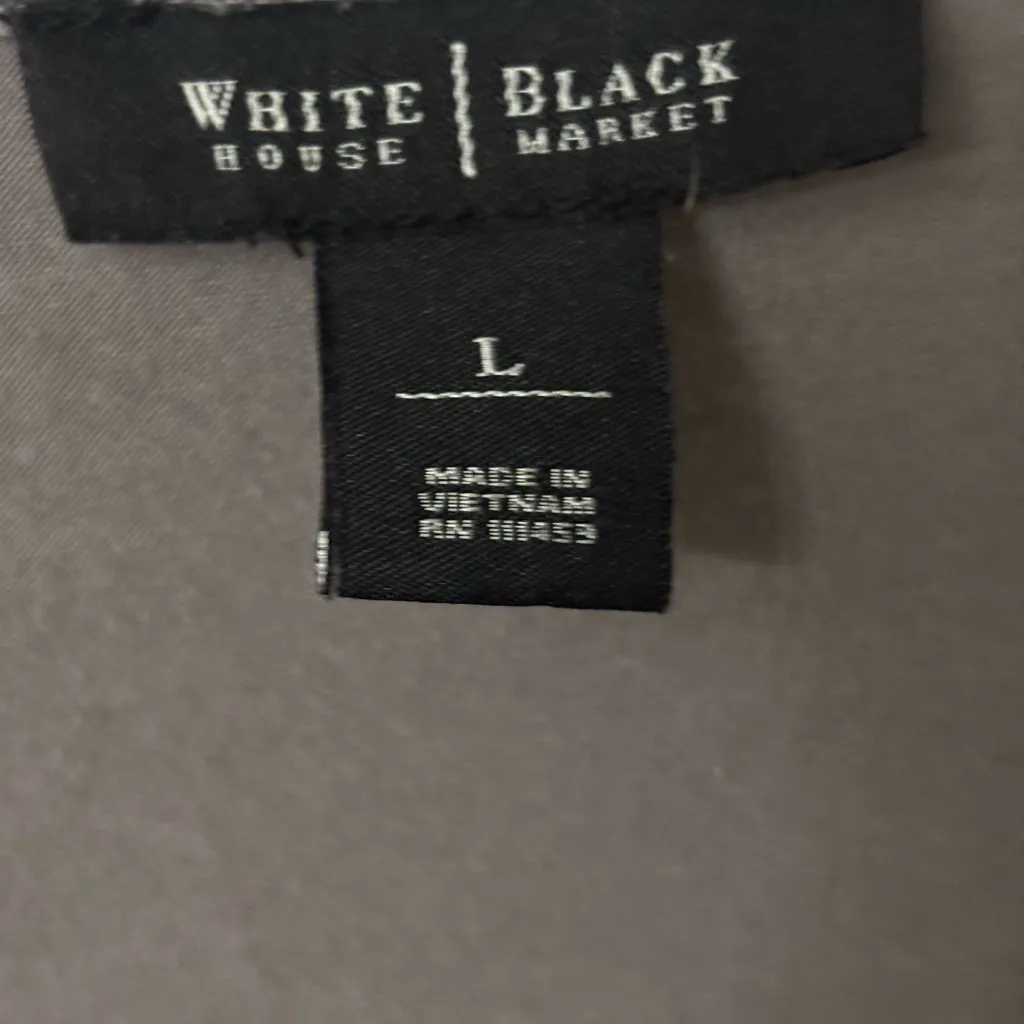 WHITE | BLACK
HOUSE | MARKET
L
MADE IN
VIETNAM
RN 111453